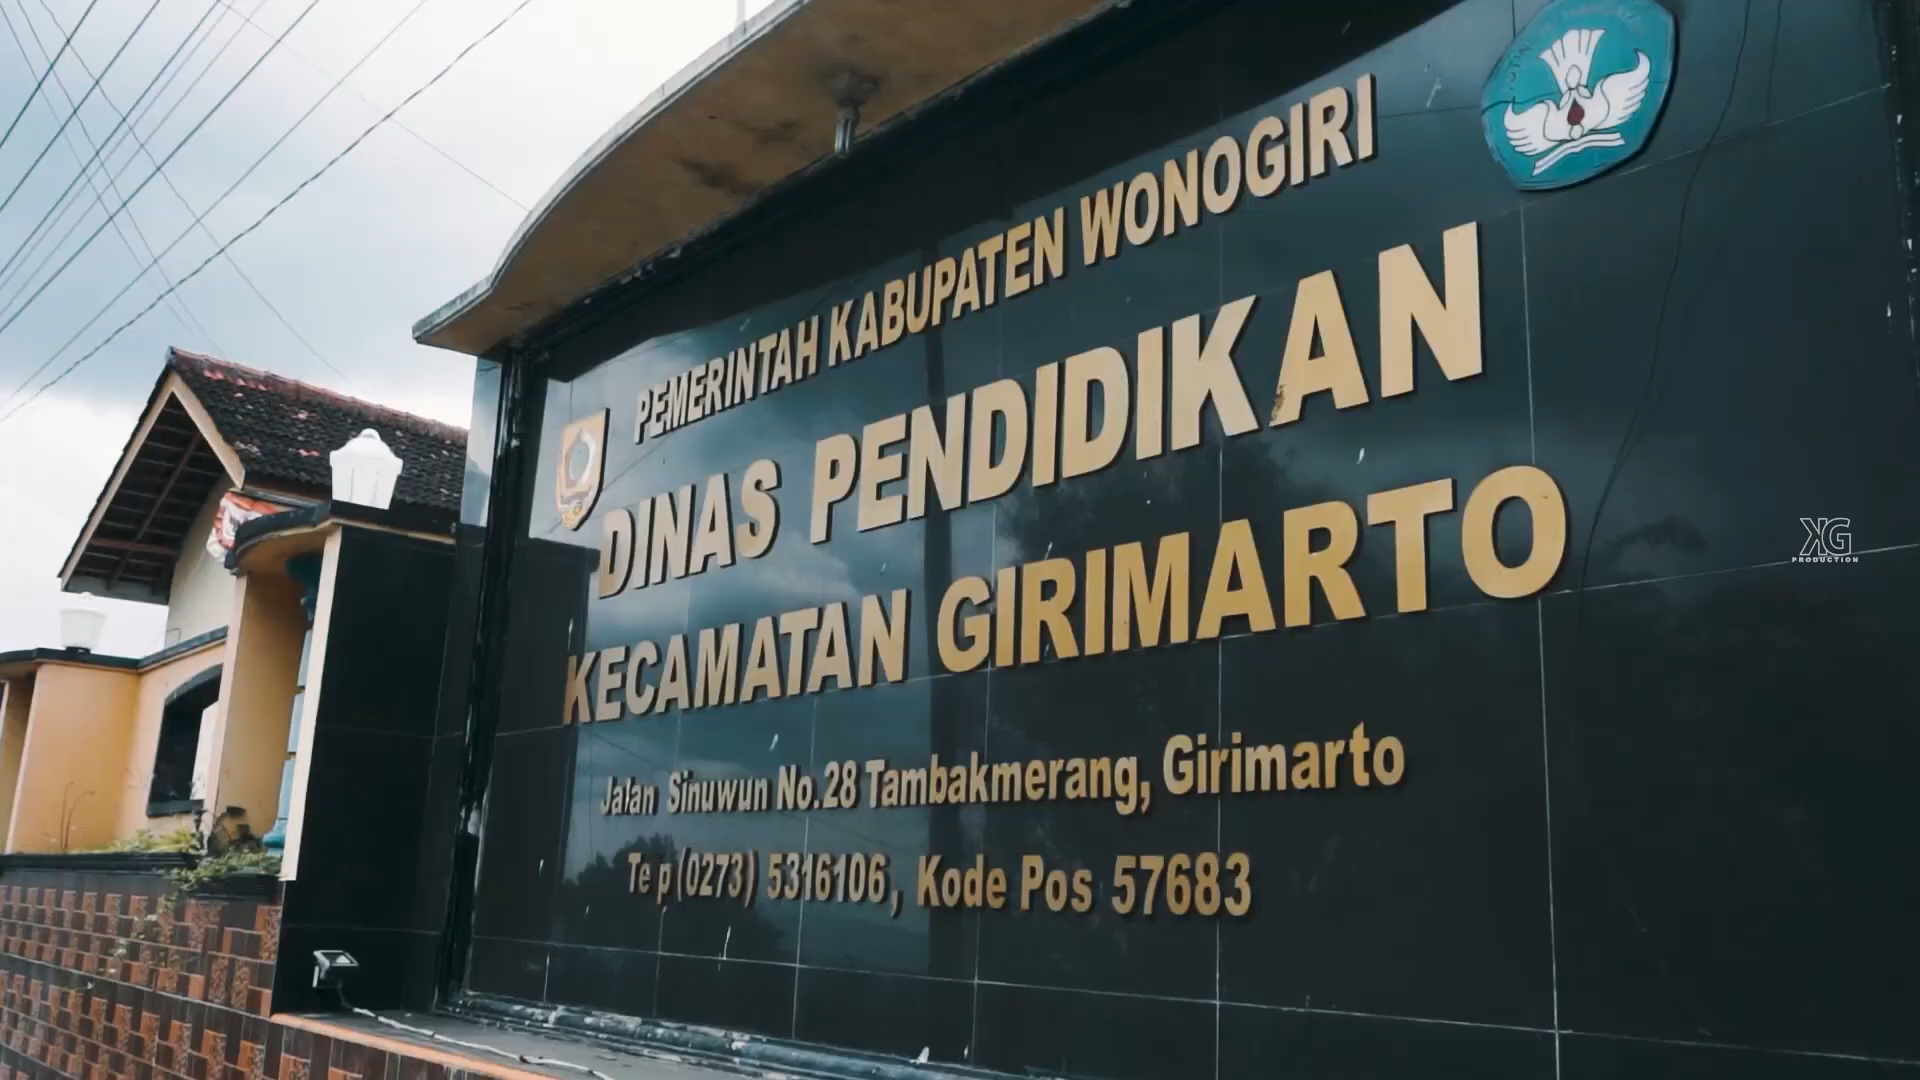 PEMERINTAH KABUPATEN WONOGIRI
DINAS PENDIDIKAN
KECAMATAN GIRIMARTO
Jalan Sinuwun No.28 Tambakmerang, Girimarto
Te p (0273) 5316106, Kode Pos 57683
KG
PRODUCTION